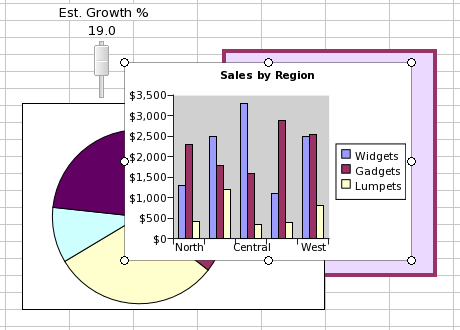 Est. Growth %
19.0
Sales by Region
$3,500
$3,000
$2,500
$2,000
$1,500
$1,000
$500
$0
North Central West
Widgets
Gadgets
Lumpets